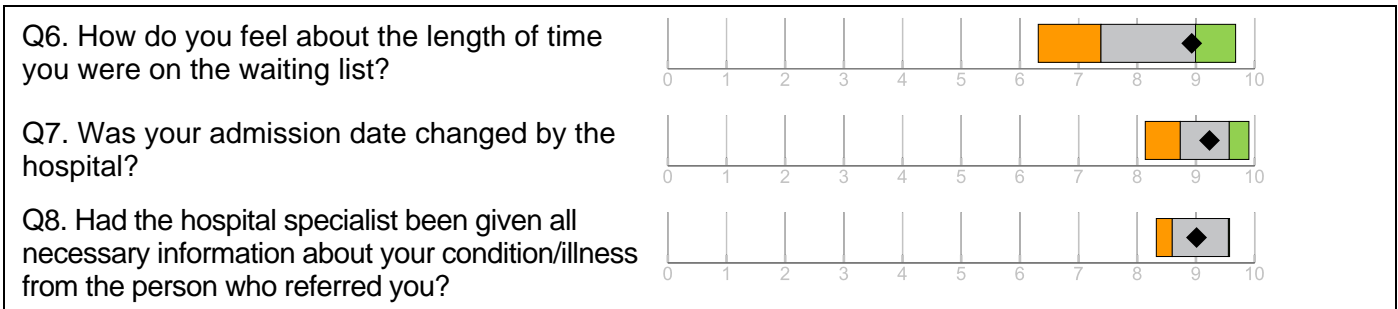 Q6. How do you feel about the length of time
you were on the waiting list?
0 1 2 3 4 5 6 7 8 9 10
Q7. Was your admission date changed by the
hospital?
0 1 2 3 4 5 6 7 8 9 10
Q8. Had the hospital specialist been given all
necessary information about your condition/illness
from the person who referred you?
0 1 2 3 4 5 6 7 8 9 10